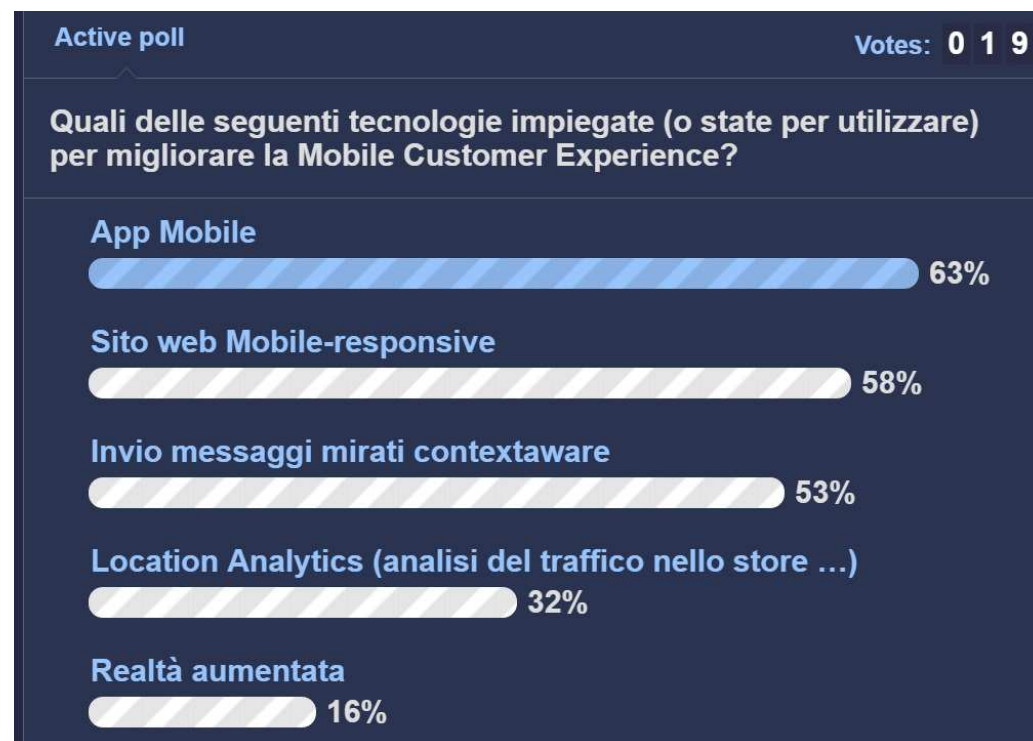 Active poll
Votes: 0 1 9
Quali delle seguenti tecnologie impiegate (o state per utilizzare)
per migliorare la Mobile Customer Experience?
App Mobile
63%
Sito web Mobile-responsive
58%
Invio messaggi mirati contextaware
53%
Location Analytics (analisi del traffico nello store …)
32%
Realtà aumentata
16%